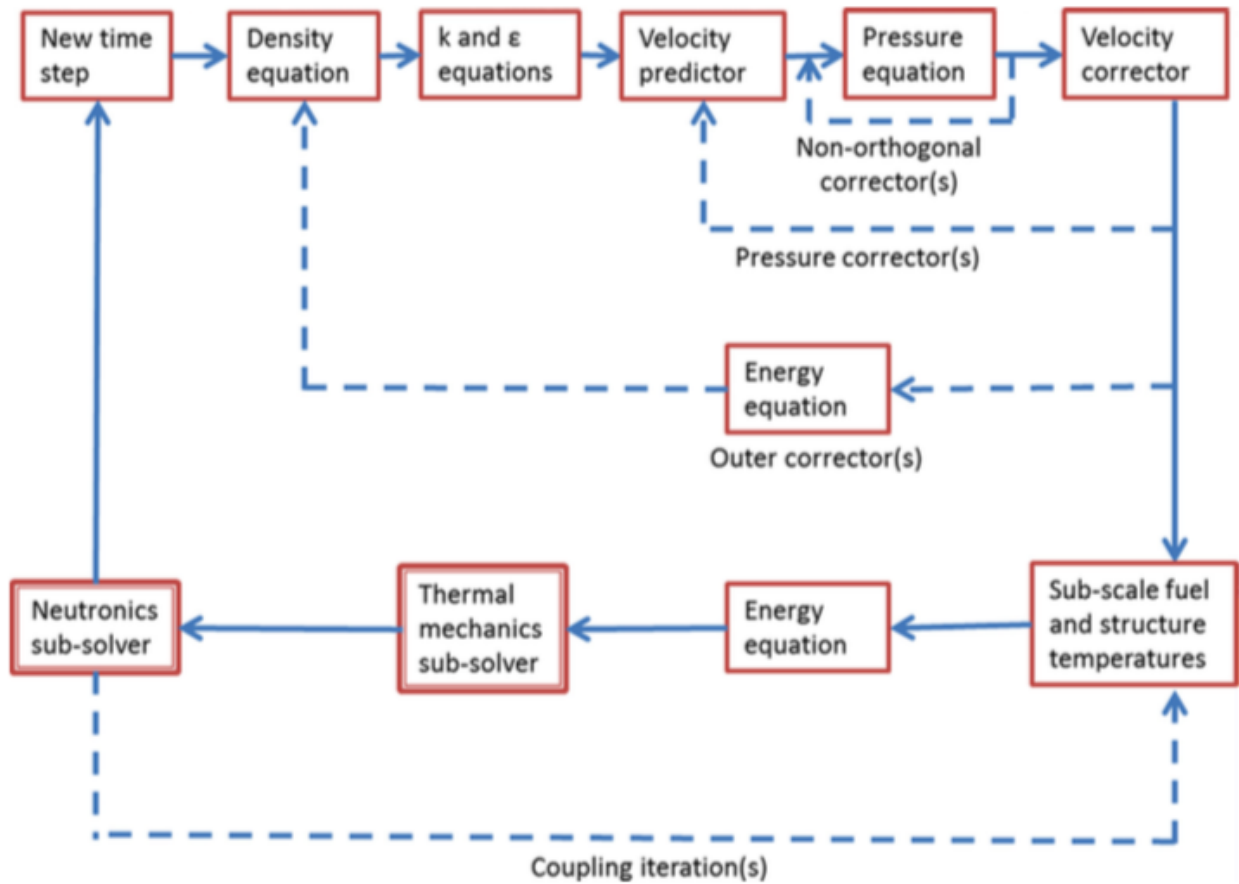 New time
step
Density
equation
k and ε
equations
Velocity
predictor
Pressure
equation
Velocity
corrector
Non-orthogonal
corrector(s)
Pressure corrector(s)
Energy
equation
Outer corrector(s)
Neutronics
sub-solver
Thermal
mechanics
sub-solver
Energy
equation
Sub-scale fuel
and structure
temperatures
Coupling iteration(s)